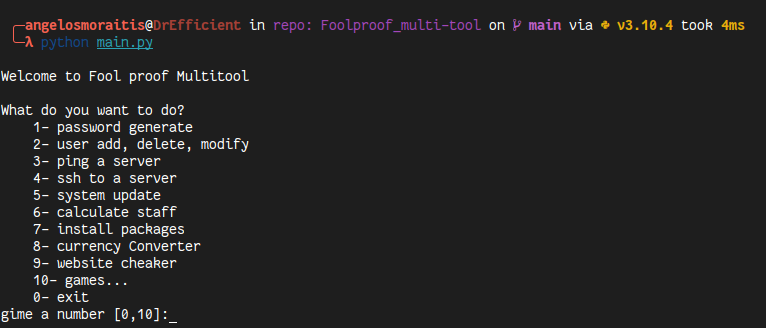 angelosmoraitis@DrEfficient in repo: Foolproof_multi-tool on main via v3.10.4 took 4ms
λ python main.py
Welcome to Fool proof Multitool
What do you want to do?
1- password generate
2- user add, delete, modify
3- ping a server
4- ssh to a server
5- system update
6- calculate staff
7- install packages
8- currency Converter
9- website cheaker
10- games...
0- exit
gime a number [0,10]:_